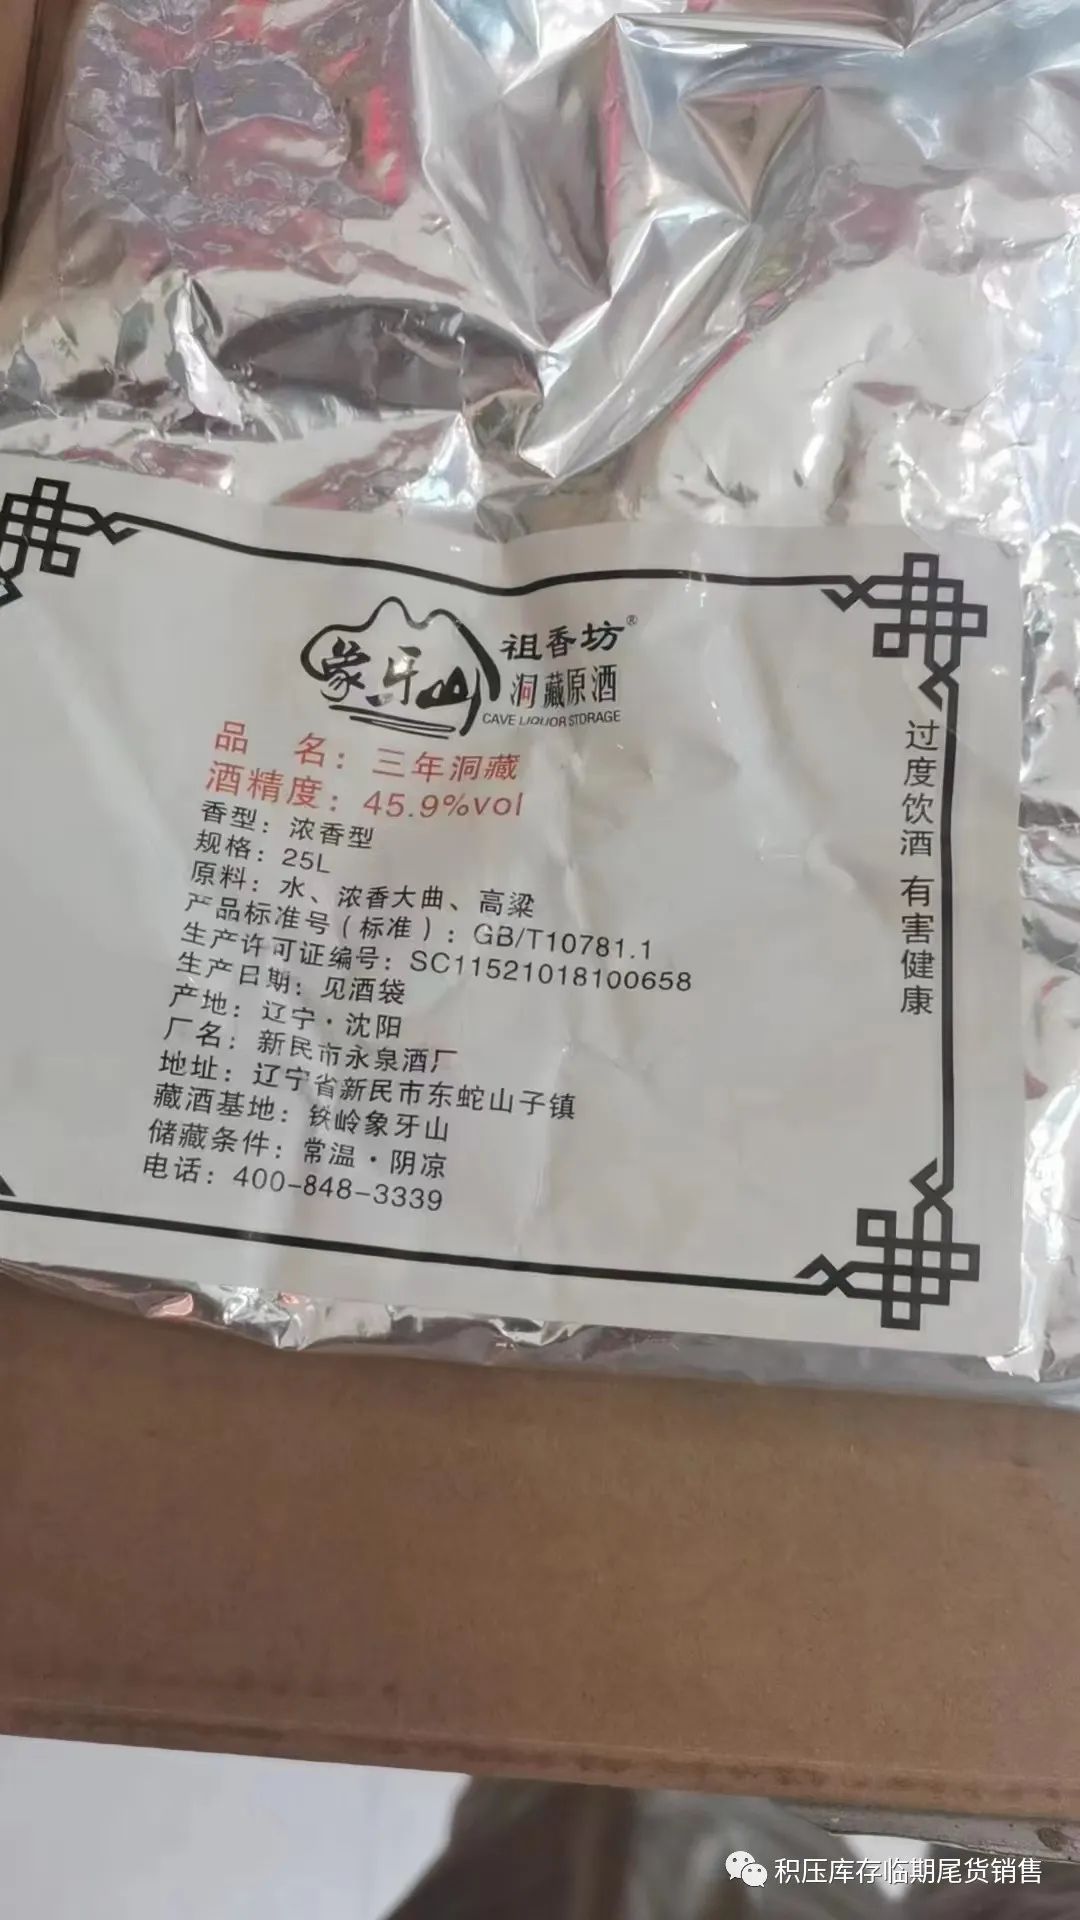 象牙山
祖香坊®
洞藏原酒
CAVE LIQUOR STORAGE
品 名：三年洞藏
酒精度：45.9%vol
香型：浓香型
规格：25L
原料：水、浓香大曲、高粱
产品标准号（标准）：GB/T10781.1
生产许可证编号：SC11521018100658
生产日期：见酒袋
产地：辽宁·沈阳
厂名：新民市永泉酒厂
地址：辽宁省新民市东蛇山子镇
藏酒基地：铁岭象牙山
储藏条件：常温·阴凉
电话：400-848-3339
过度饮酒 有害健康
积压库存临期尾货销售